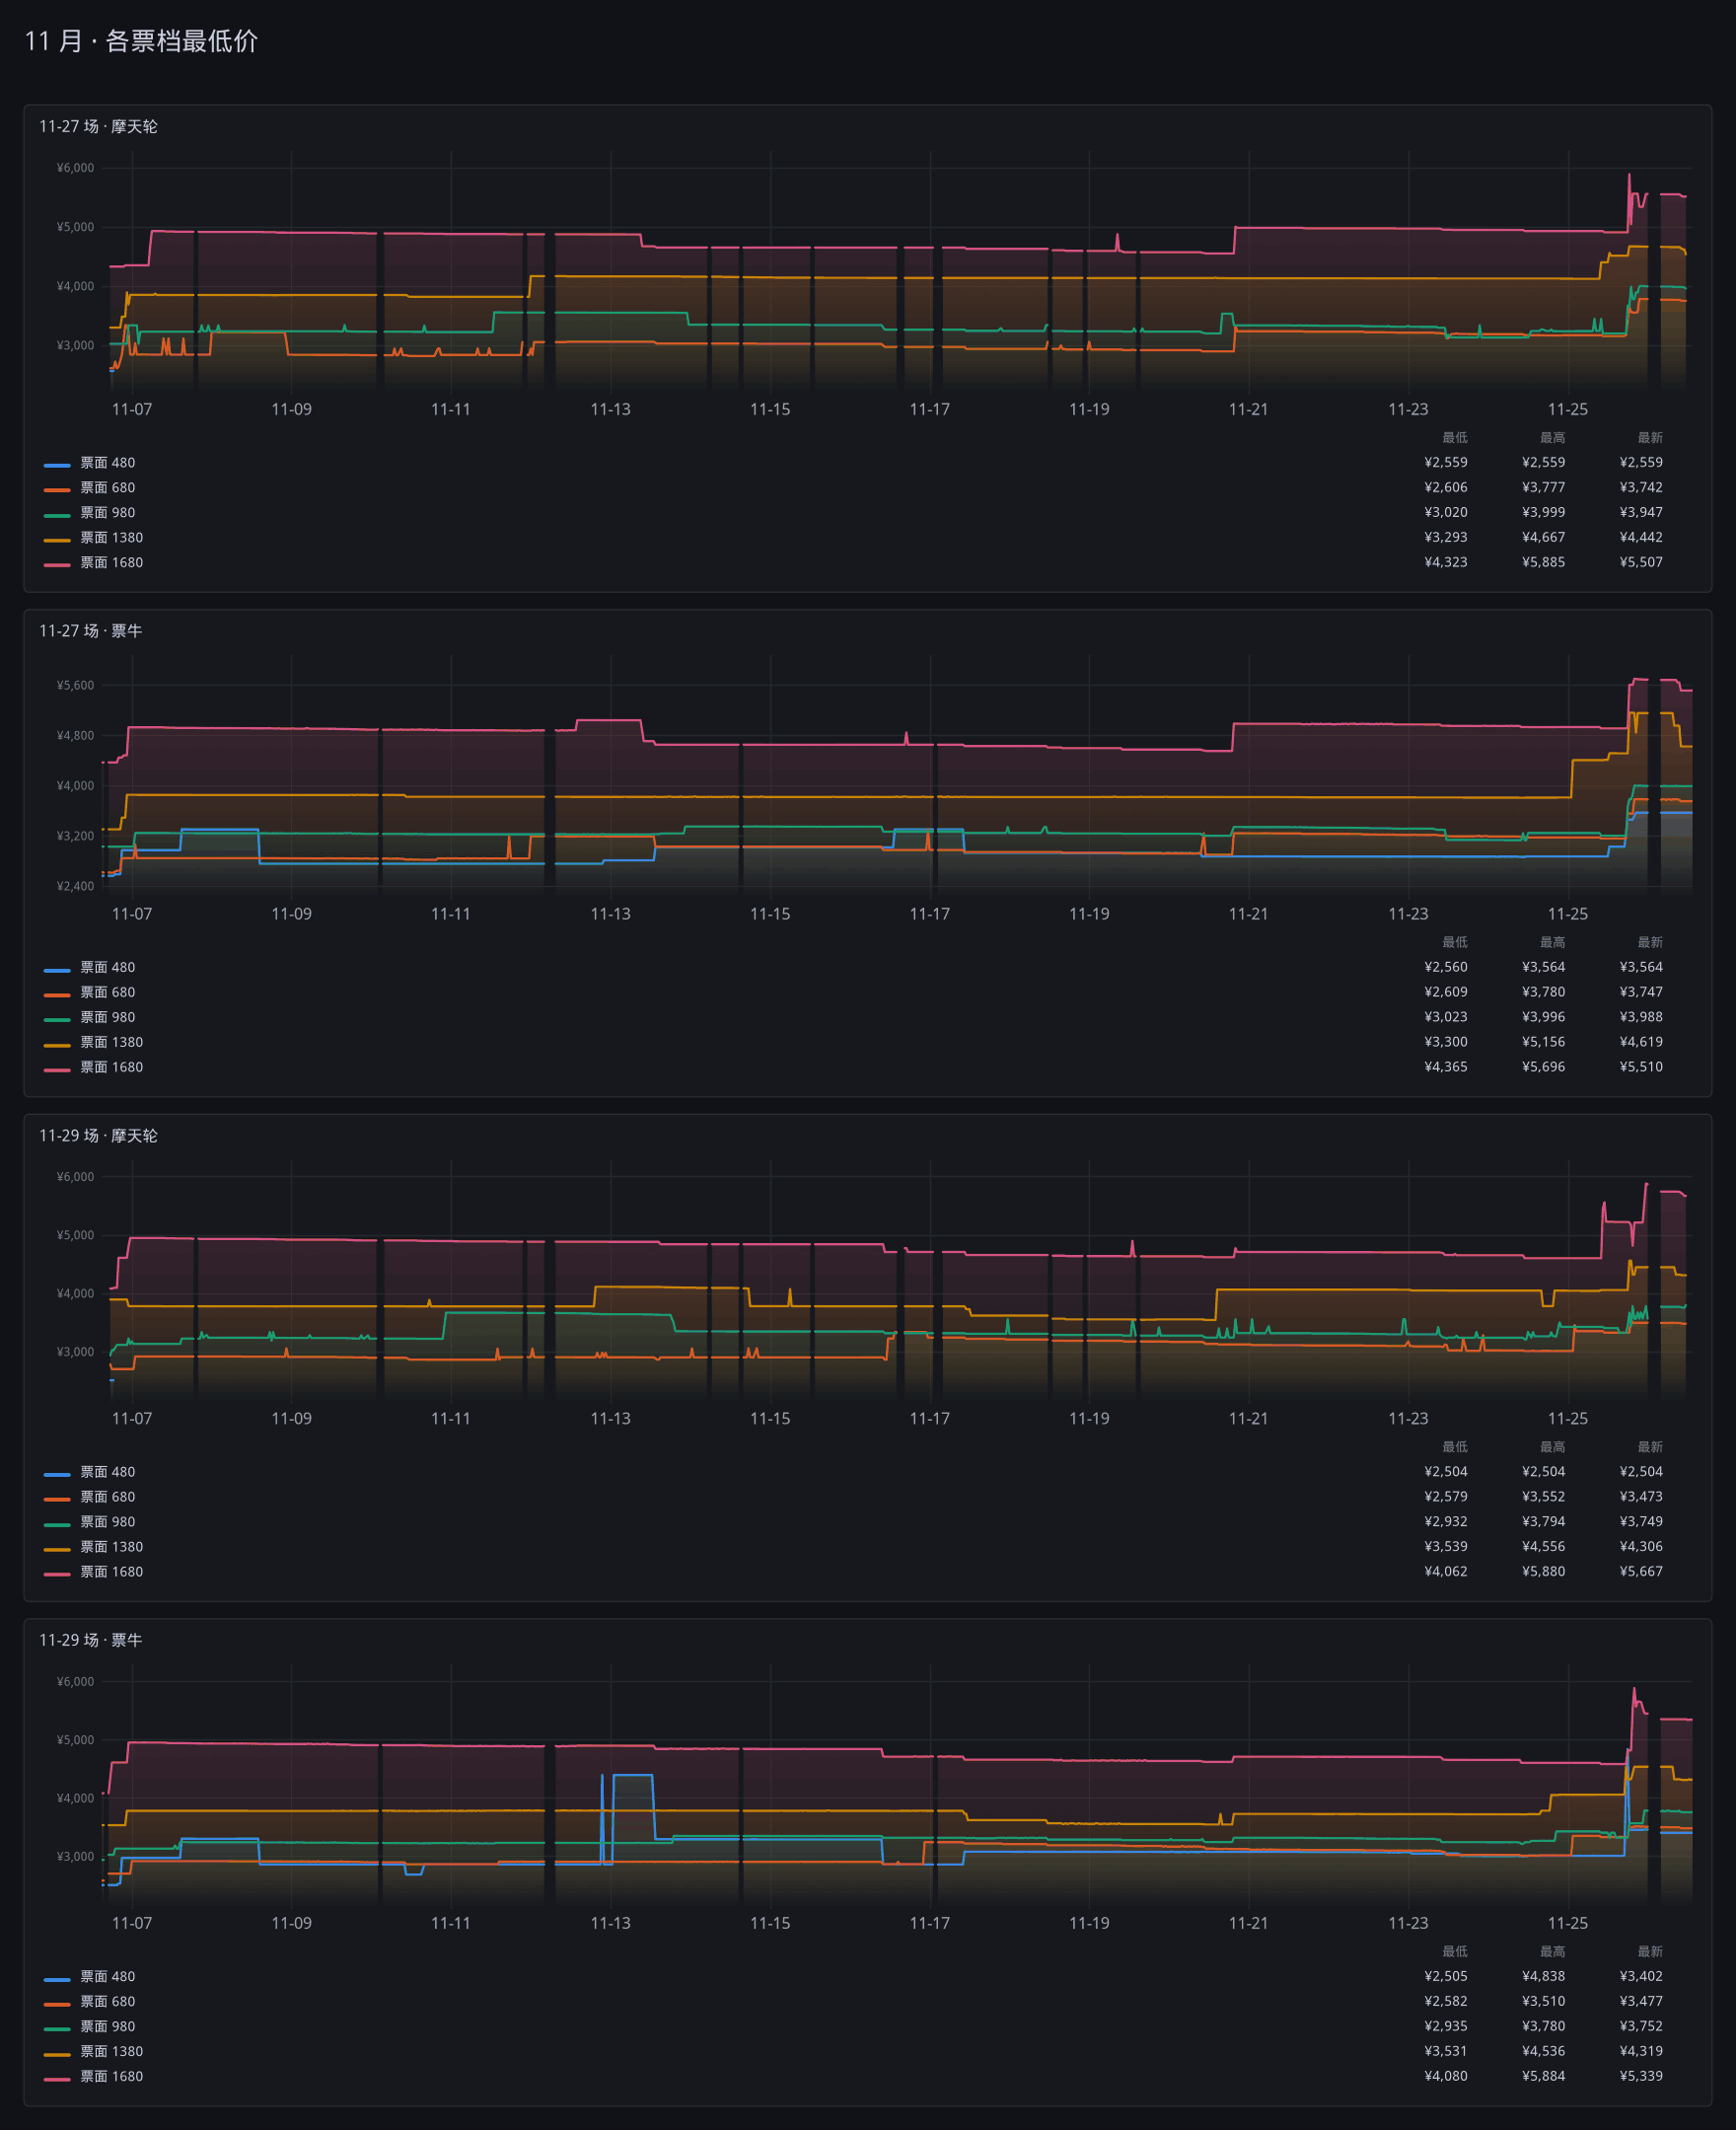 11 月 · 各票档最低价
11-27 场 · 摩天轮
¥6,000
¥5,000
¥4,000
¥3,000
11-07 11-09 11-11 11-13 11-15 11-17 11-19 11-21 11-23 11-25
最低 最高 最新
票面 480 ¥2,559 ¥2,559 ¥2,559
票面 680 ¥2,606 ¥3,777 ¥3,742
票面 980 ¥3,020 ¥3,999 ¥3,947
票面 1380 ¥3,293 ¥4,667 ¥4,442
票面 1680 ¥4,323 ¥5,885 ¥5,507
11-27 场 · 票牛
¥5,600
¥4,800
¥4,000
¥3,200
¥2,400
11-07 11-09 11-11 11-13 11-15 11-17 11-19 11-21 11-23 11-25
最低 最高 最新
票面 480 ¥2,560 ¥3,564 ¥3,564
票面 680 ¥2,609 ¥3,780 ¥3,747
票面 980 ¥3,023 ¥3,996 ¥3,988
票面 1380 ¥3,300 ¥5,156 ¥4,619
票面 1680 ¥4,365 ¥5,696 ¥5,510
11-29 场 · 摩天轮
¥6,000
¥5,000
¥4,000
¥3,000
11-07 11-09 11-11 11-13 11-15 11-17 11-19 11-21 11-23 11-25
最低 最高 最新
票面 480 ¥2,504 ¥2,504 ¥2,504
票面 680 ¥2,579 ¥3,552 ¥3,473
票面 980 ¥2,932 ¥3,794 ¥3,749
票面 1380 ¥3,539 ¥4,556 ¥4,306
票面 1680 ¥4,062 ¥5,880 ¥5,667
11-29 场 · 票牛
¥6,000
¥5,000
¥4,000
¥3,000
11-07 11-09 11-11 11-13 11-15 11-17 11-19 11-21 11-23 11-25
最低 最高 最新
票面 480 ¥2,505 ¥4,838 ¥3,402
票面 680 ¥2,582 ¥3,510 ¥3,477
票面 980 ¥2,935 ¥3,780 ¥3,752
票面 1380 ¥3,531 ¥4,536 ¥4,319
票面 1680 ¥4,080 ¥5,884 ¥5,339